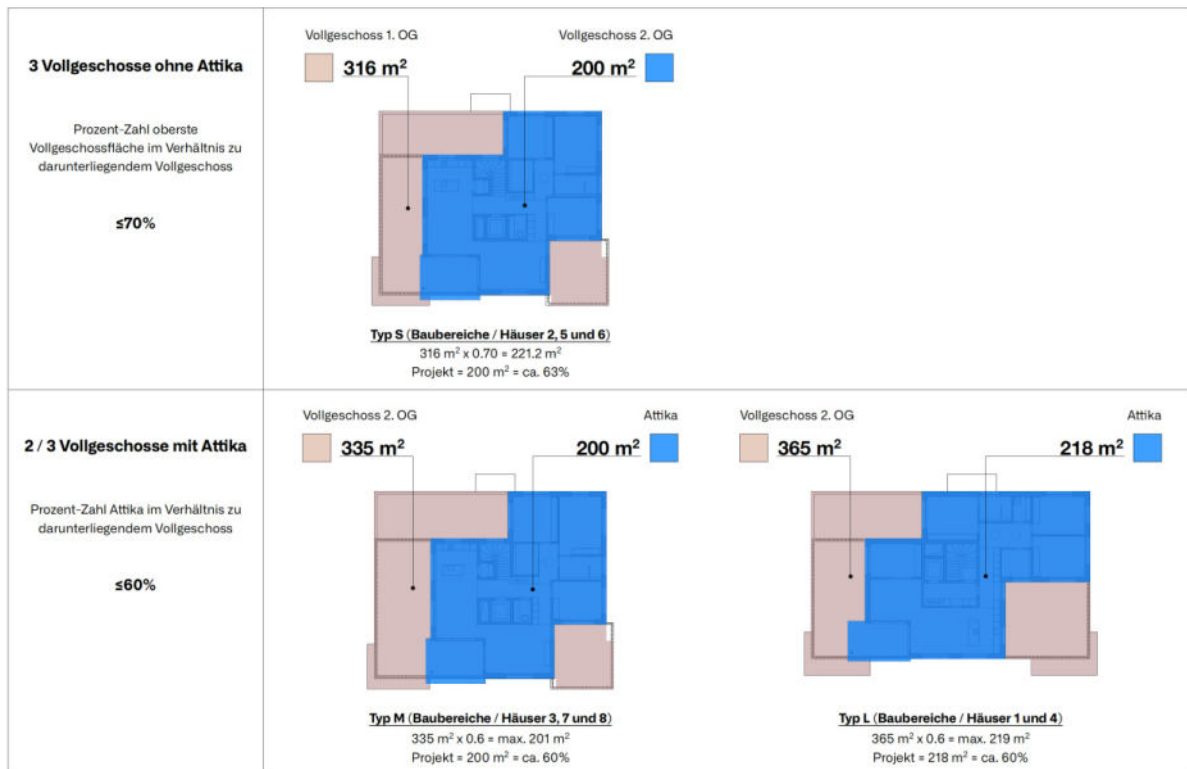 3 Vollgeschosse ohne Attika
Prozent-Zahl oberste
Vollgeschossfläche im Verhältnis zu
darunterliegendem Vollgeschoss
≤70%
Vollgeschoss 1. OG
316 m²
Vollgeschoss 2. OG
200 m²
Typ S (Baubereiche / Häuser 2, 5 und 6)
316 m² x 0.70 = 221.2 m²
Projekt = 200 m² = ca. 63%
2 / 3 Vollgeschosse mit Attika
Prozent-Zahl Attika im Verhältnis zu
darunterliegendem Vollgeschoss
≤60%
Vollgeschoss 2. OG
335 m²
Attika
200 m²
Typ M (Baubereiche / Häuser 3, 7 und 8)
335 m² x 0.6 = max. 201 m²
Projekt = 200 m² = ca. 60%
Vollgeschoss 2. OG
365 m²
Attika
218 m²
Typ L (Baubereiche / Häuser 1 und 4)
365 m² x 0.6 = max. 219 m²
Projekt = 218 m² = ca. 60%